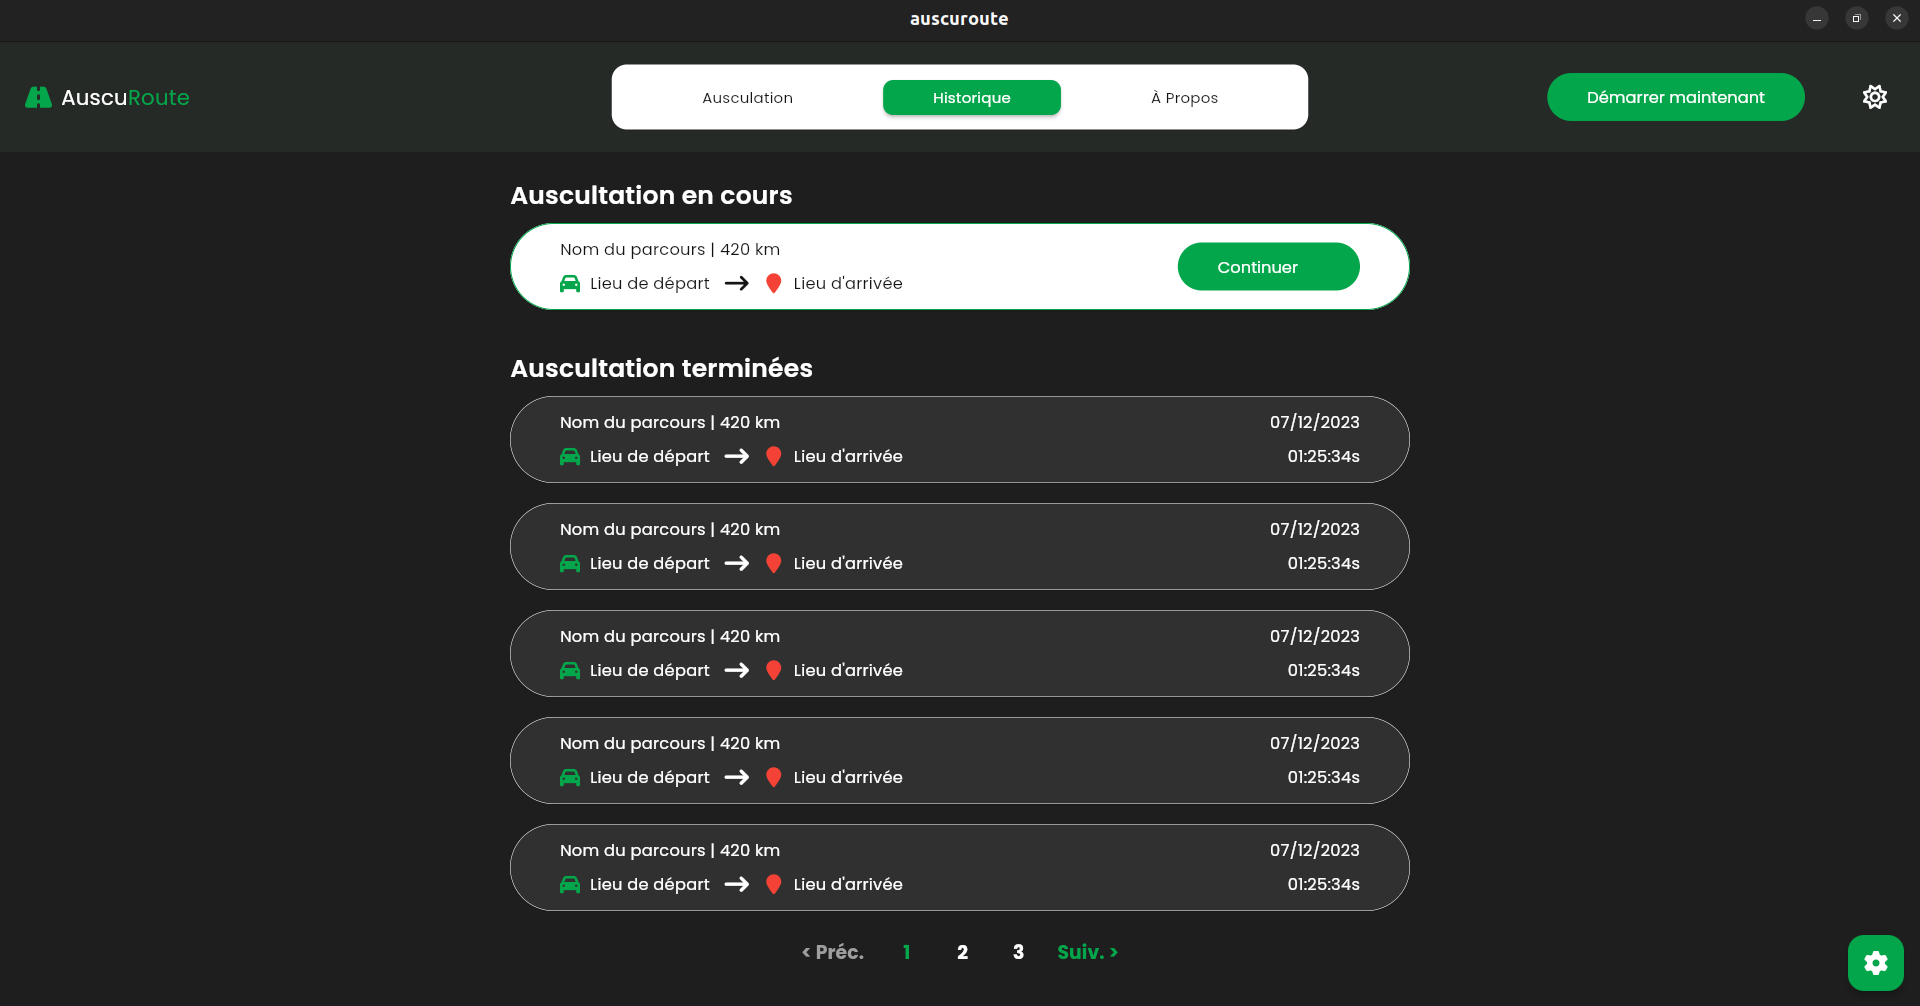 auscuroute
AuscuRoute
Ausculation
Historique
À Propos
Démarrer maintenant
Auscultation en cours
Nom du parcours | 420 km
Lieu de départ → Lieu d'arrivée
Continuer
Auscultation terminées
Nom du parcours | 420 km
07/12/2023
Lieu de départ → Lieu d'arrivée
01:25:34s
Nom du parcours | 420 km
07/12/2023
Lieu de départ → Lieu d'arrivée
01:25:34s
Nom du parcours | 420 km
07/12/2023
Lieu de départ → Lieu d'arrivée
01:25:34s
Nom du parcours | 420 km
07/12/2023
Lieu de départ → Lieu d'arrivée
01:25:34s
Nom du parcours | 420 km
07/12/2023
Lieu de départ → Lieu d'arrivée
01:25:34s
< Préc. 1 2 3 Suiv. >